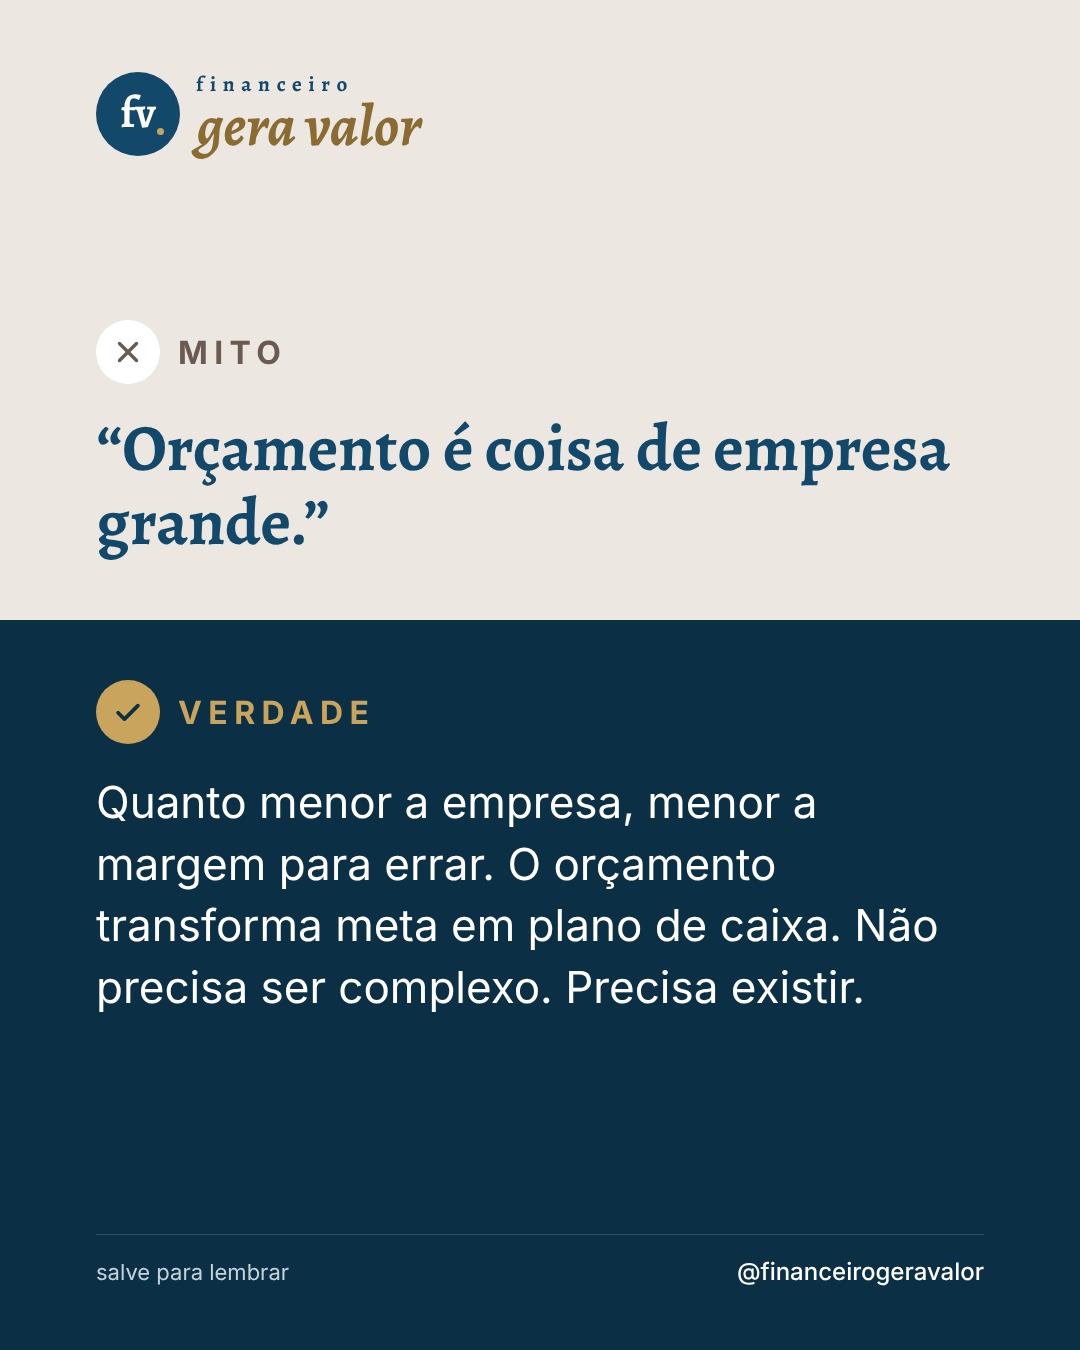 fv.
financeiro
gera valor
MITO
“Orçamento é coisa de empresa
grande.”
VERDADE
Quanto menor a empresa, menor a
margem para errar. O orçamento
transforma meta em plano de caixa. Não
precisa ser complexo. Precisa existir.
salve para lembrar
@financeirogeravalor